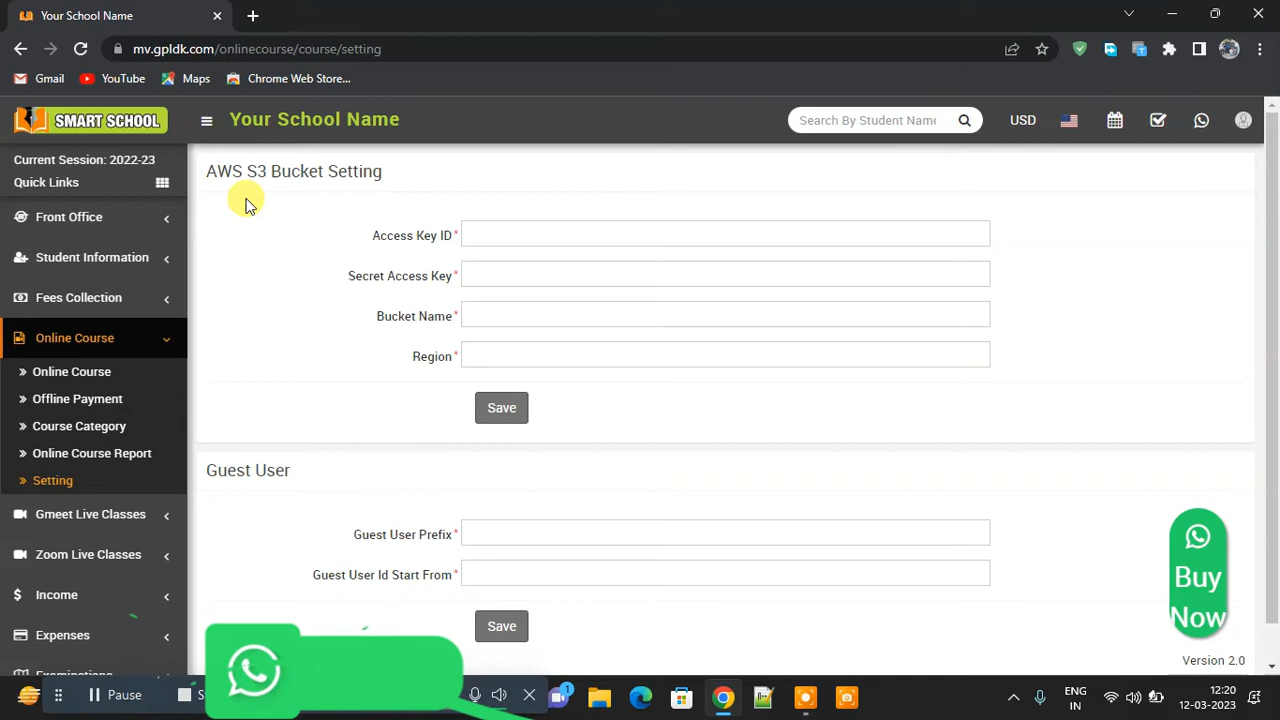 Your School Name
mv.gpldk.com/onlinecourse/course/setting
Gmail YouTube Maps Chrome Web Store...
SMART SCHOOL Your School Name Search By Student Name USD
Current Session: 2022-23
Quick Links
Front Office
Student Information
Fees Collection
Online Course
Online Course
Offline Payment
Course Category
Online Course Report
Setting
Gmeet Live Classes
Zoom Live Classes
Income
Expenses
Examinations
AWS S3 Bucket Setting
Access Key ID*
Secret Access Key*
Bucket Name*
Region*
Save
Guest User
Guest User Prefix*
Guest User Id Start From*
Save
Buy
Now
Version 2.0
Pause
1
ENG
IN
12:20
12-03-2023